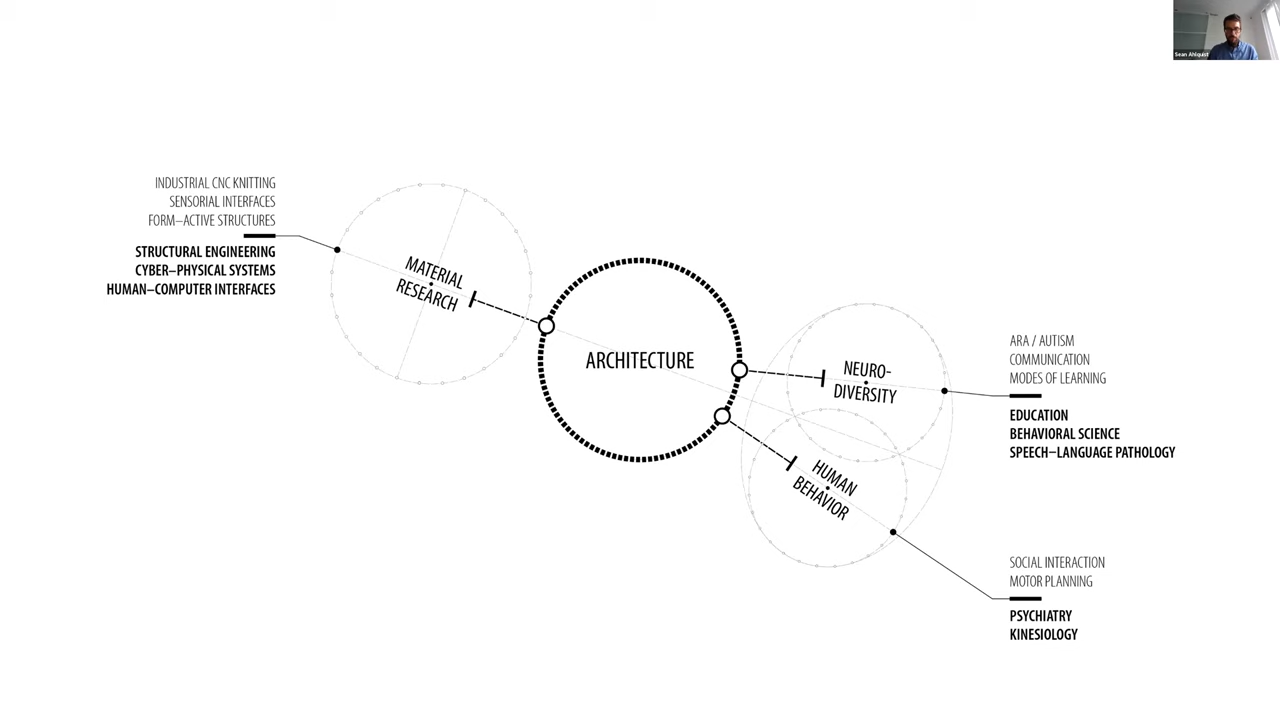 Sean Ahlquist
INDUSTRIAL CNC KNITTING
SENSORIAL INTERFACES
FORM–ACTIVE STRUCTURES
STRUCTURAL ENGINEERING
CYBER–PHYSICAL SYSTEMS
HUMAN–COMPUTER INTERFACES
MATERIAL
RESEARCH
ARCHITECTURE
NEURO-
DIVERSITY
HUMAN
BEHAVIOR
ARA / AUTISM
COMMUNICATION
MODES OF LEARNING
EDUCATION
BEHAVIORAL SCIENCE
SPEECH–LANGUAGE PATHOLOGY
SOCIAL INTERACTION
MOTOR PLANNING
PSYCHIATRY
KINESIOLOGY